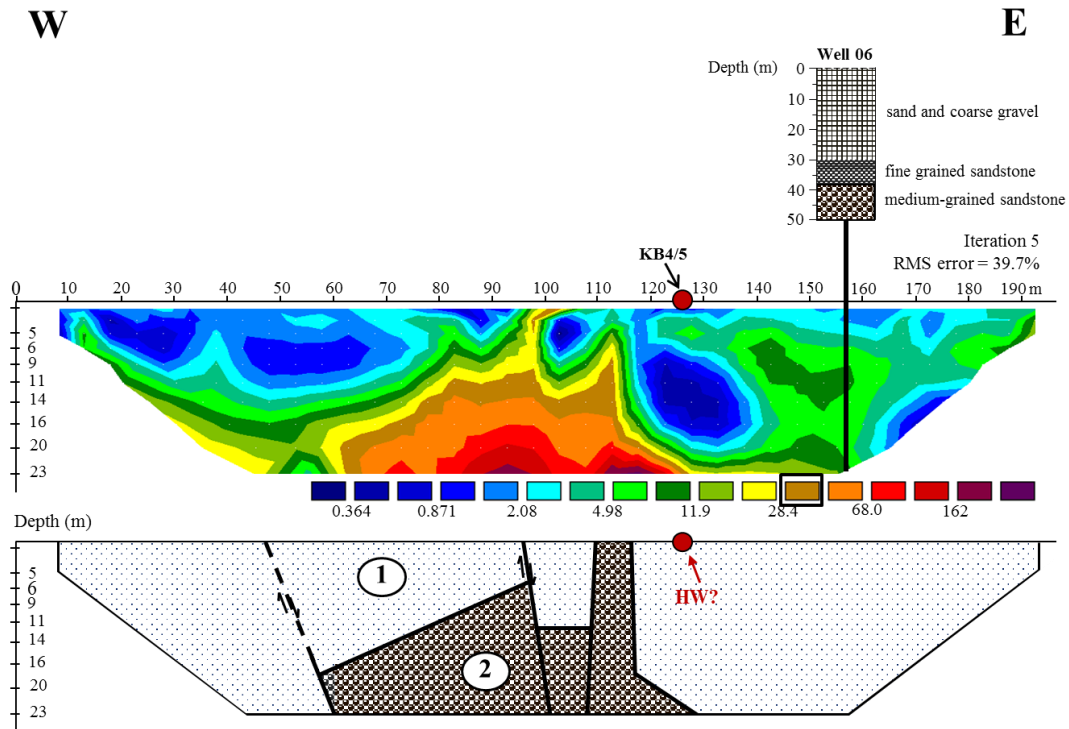 W
E
Well 06
Depth (m)
0
10
20
30
40
50
sand and coarse gravel
fine grained sandstone
medium-grained sandstone
Iteration 5
RMS error = 39.7%
KB4/5
0 10 20 30 40 50 60 70 80 90 100 110 120 130 140 150 160 170 180 190 m
5
6
9
11
14
16
20
23
0.364 0.871 2.08 4.98 11.9 28.4 68.0 162
Depth (m)
5
6
9
11
14
16
20
23
1
2
HW?